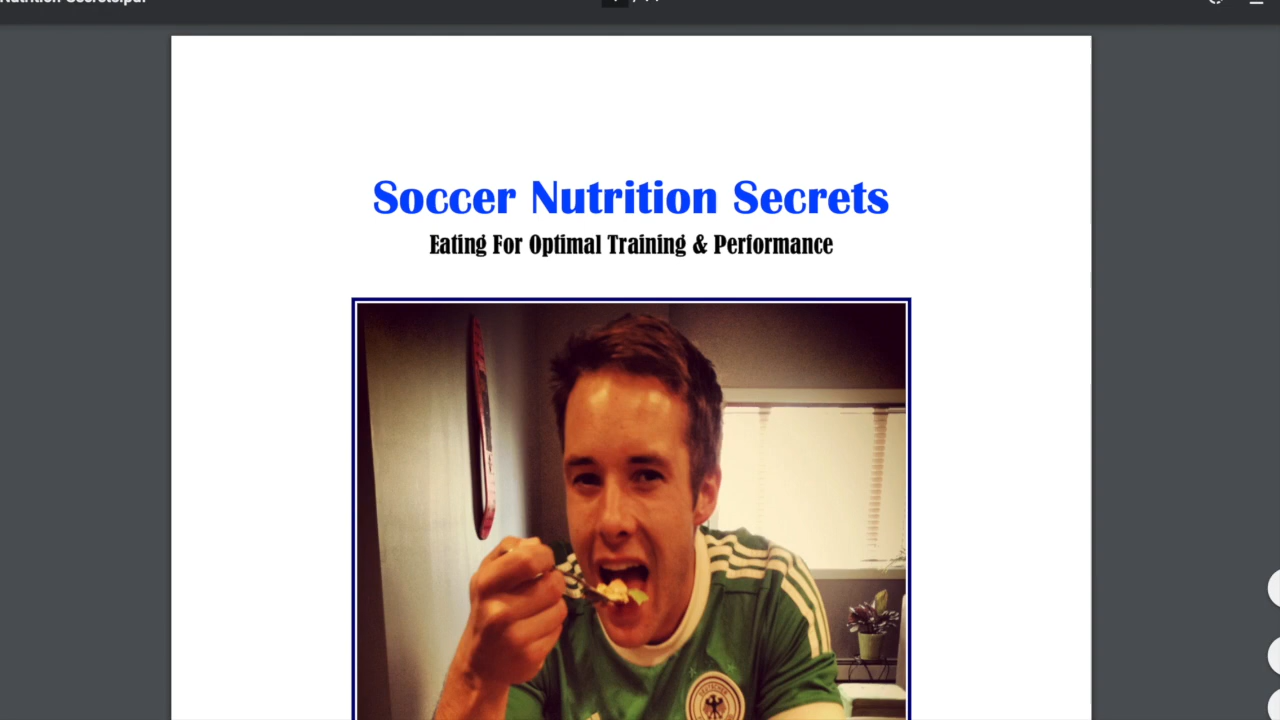 Soccer Nutrition Secrets
Eating For Optimal Training & Performance